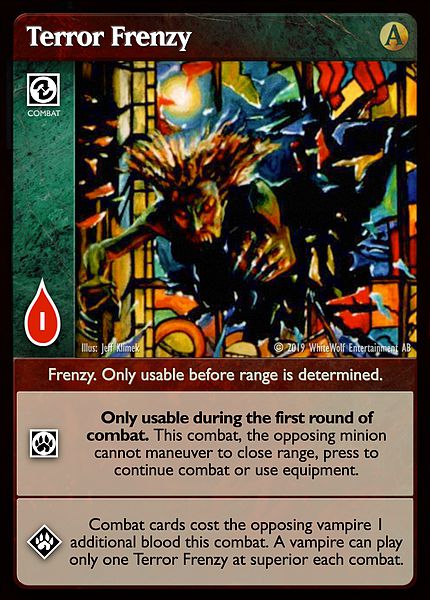 Terror Frenzy
A
COMBAT
1
Illus: Jeff Klimek
© 2019 WhiteWolf Entertainment AB
Frenzy. Only usable before range is determined.
Only usable during the first round of
combat. This combat, the opposing minion
cannot maneuver to close range, press to
continue combat or use equipment.
Combat cards cost the opposing vampire 1
additional blood this combat. A vampire can play
only one Terror Frenzy at superior each combat.